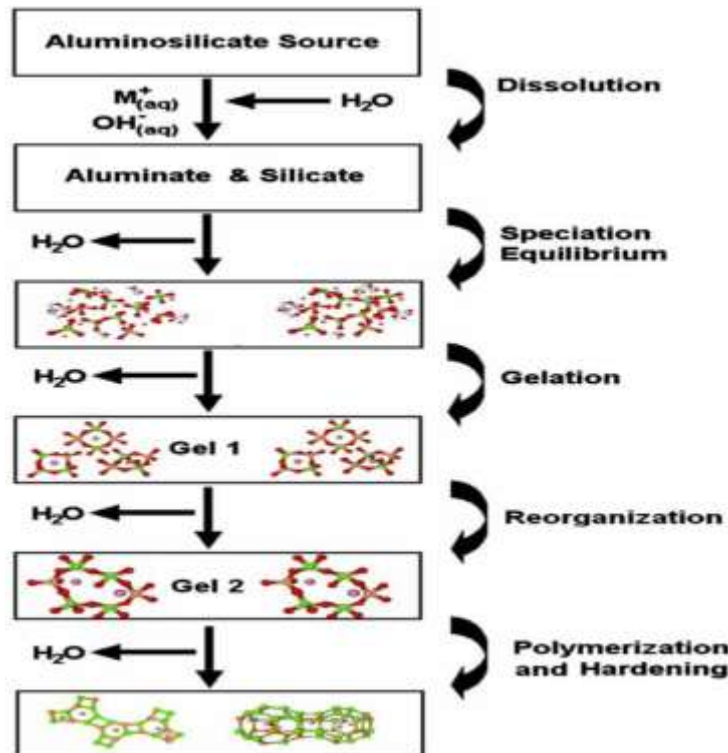 Aluminosilicate Source
Dissolution
M⁺(aq)
H₂O
OH⁻(aq)
Aluminate & Silicate
H₂O
Speciation
Equilibrium
H₂O
Gelation
Gel 1
H₂O
Reorganization
Gel 2
H₂O
Polymerization
and Hardening